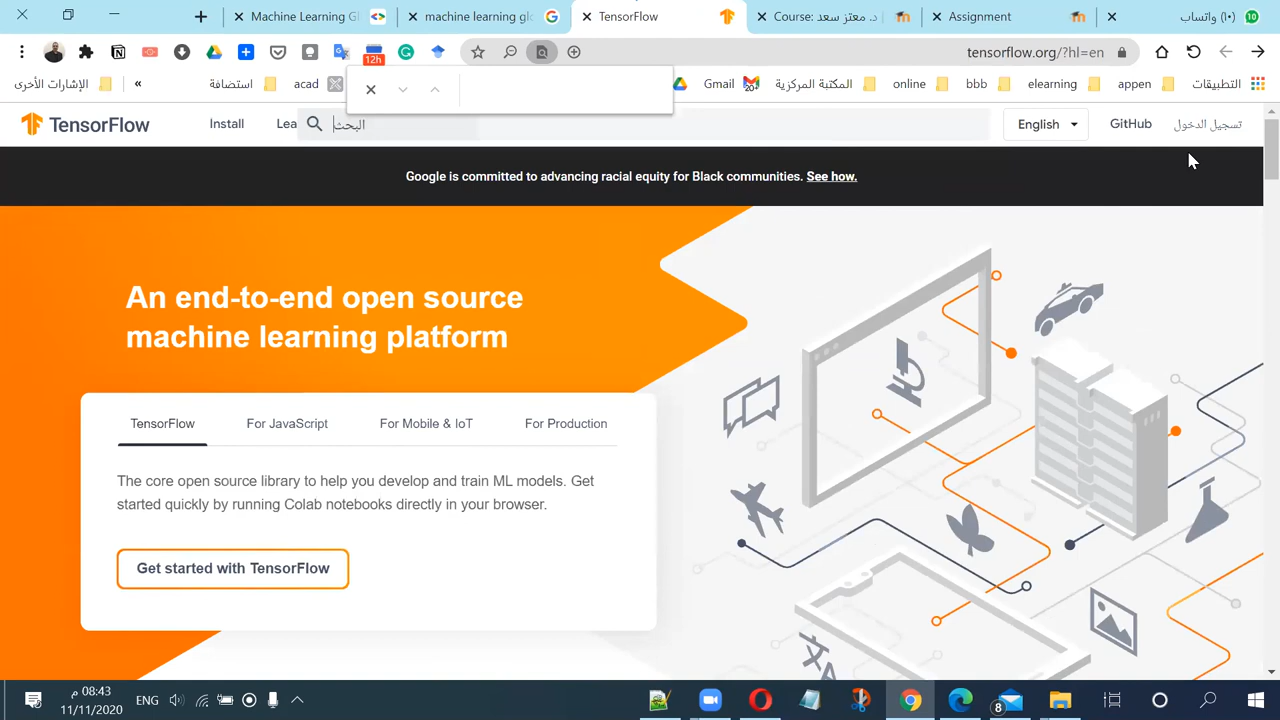 Machine Learning Gl
machine learning glo
TensorFlow
Course: د. معتز سعد
Assignment
(١٠) واتساب
10
12h
tensorflow.org/?hl=en
الإشارات الأخرى
»
استضافة
acad
Gmail
20+
المكتبة المركزية
online
bbb
elearning
appen
التطبيقات
TensorFlow
Install
Lea
البحث
English
GitHub
تسجيل الدخول
Google is committed to advancing racial equity for Black communities. See how.
An end-to-end open source
machine learning platform
TensorFlow
For JavaScript
For Mobile & IoT
For Production
The core open source library to help you develop and train ML models. Get
started quickly by running Colab notebooks directly in your browser.
Get started with TensorFlow
08:43 م
11/11/2020
ENG
8